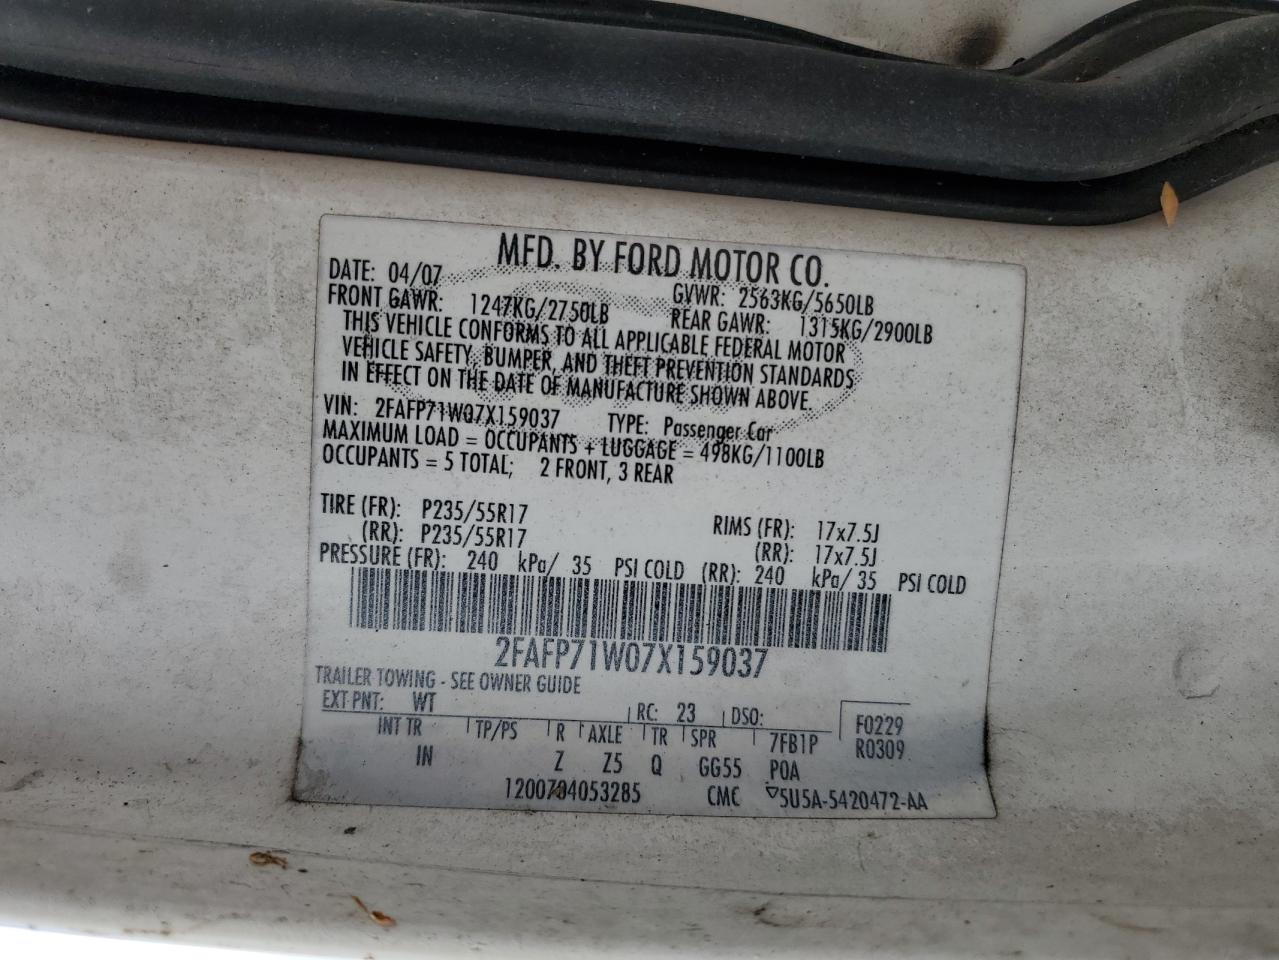 MFD. BY FORD MOTOR CO.
DATE: 04/07 GVWR: 2563KG/5650LB
FRONT GAWR: 1247KG/2750LB REAR GAWR: 1315KG/2900LB
THIS VEHICLE CONFORMS TO ALL APPLICABLE FEDERAL MOTOR
VEHICLE SAFETY, BUMPER, AND THEFT PREVENTION STANDARDS
IN EFFECT ON THE DATE OF MANUFACTURE SHOWN ABOVE.
VIN: 2FAFP71W07X159037 TYPE: Passenger Car
MAXIMUM LOAD = OCCUPANTS + LUGGAGE = 498KG/1100LB
OCCUPANTS = 5 TOTAL; 2 FRONT, 3 REAR
TIRE (FR): P235/55R17 RIMS (FR): 17x7.5J
(RR): P235/55R17 (RR): 17x7.5J
PRESSURE (FR): 240 kPa/ 35 PSI COLD (RR): 240 kPa/ 35 PSI COLD
2FAFP71W07X159037
TRAILER TOWING - SEE OWNER GUIDE
EXT PNT: WT RC: 23 DSO: F0229
INT TR TP/PS R AXLE TR SPR 7FB1P R0309
IN Z Z5 Q GG55 POA
1200704053285 CMC ▽5U5A-5420472-AA